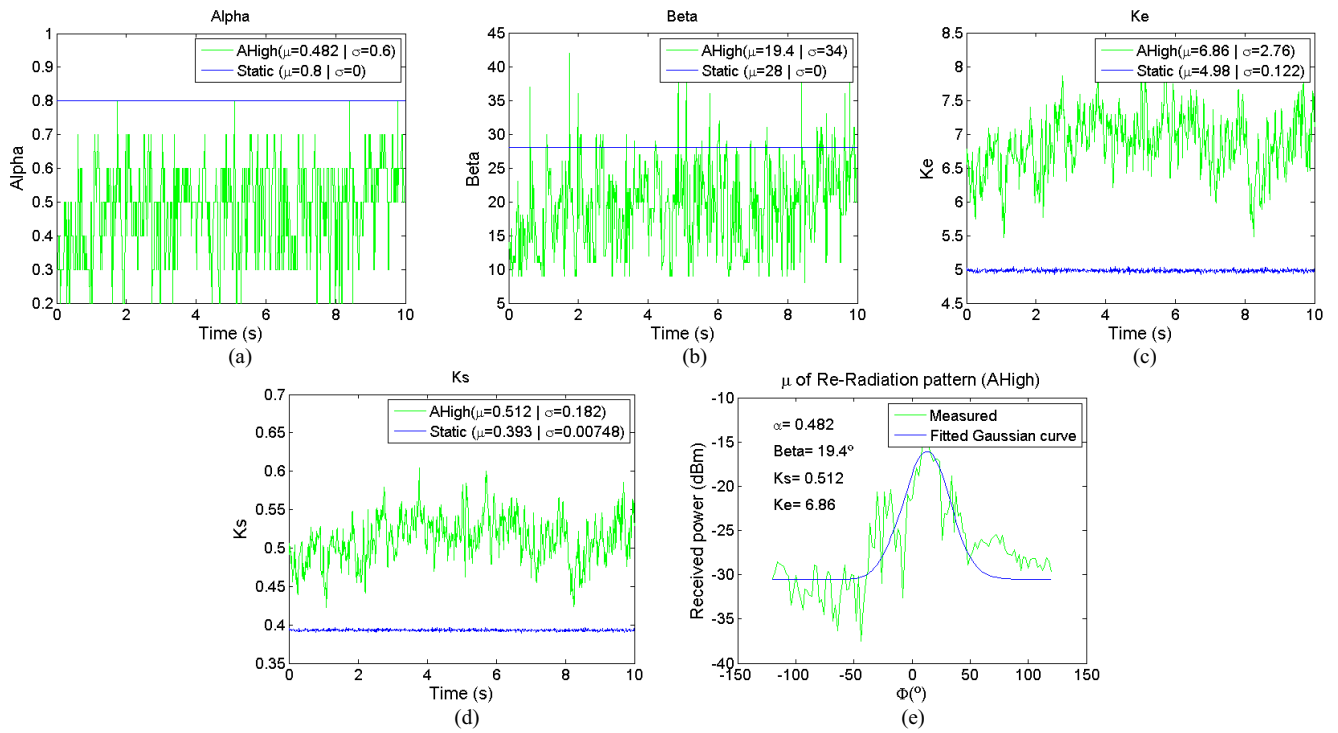 Alpha
1
0.9
0.8
0.7
0.6
0.5
0.4
0.3
0.2
Alpha
AHigh(μ=0.482 | σ=0.6)
Static (μ=0.8 | σ=0)
0 2 4 6 8 10
Time (s)
(a)
Beta
45
40
35
30
25
20
15
10
5
Beta
AHigh(μ=19.4 | σ=34)
Static (μ=28 | σ=0)
0 2 4 6 8 10
Time (s)
(b)
Ke
9
8
7
6
5
4.5
Ke
AHigh(μ=6.86 | σ=2.76)
Static (μ=4.98 | σ=0.122)
0 2 4 6 8 10
Time (s)
(c)
Ks
0.7
0.65
0.6
0.55
0.5
0.45
0.4
0.35
Ks
AHigh(μ=0.512 | σ=0.182)
Static (μ=0.393 | σ=0.00748)
0 2 4 6 8 10
Time (s)
(d)
μ of Re-Radiation pattern (AHigh)
-10
-15
-20
-25
-30
-35
-40
Received power (dBm)
α= 0.482
Beta= 19.4º
Ks= 0.512
Ke= 6.86
Measured
Fitted Gaussian curve
-150 -100 -50 0 50 100 150
Φ(º)
(e)